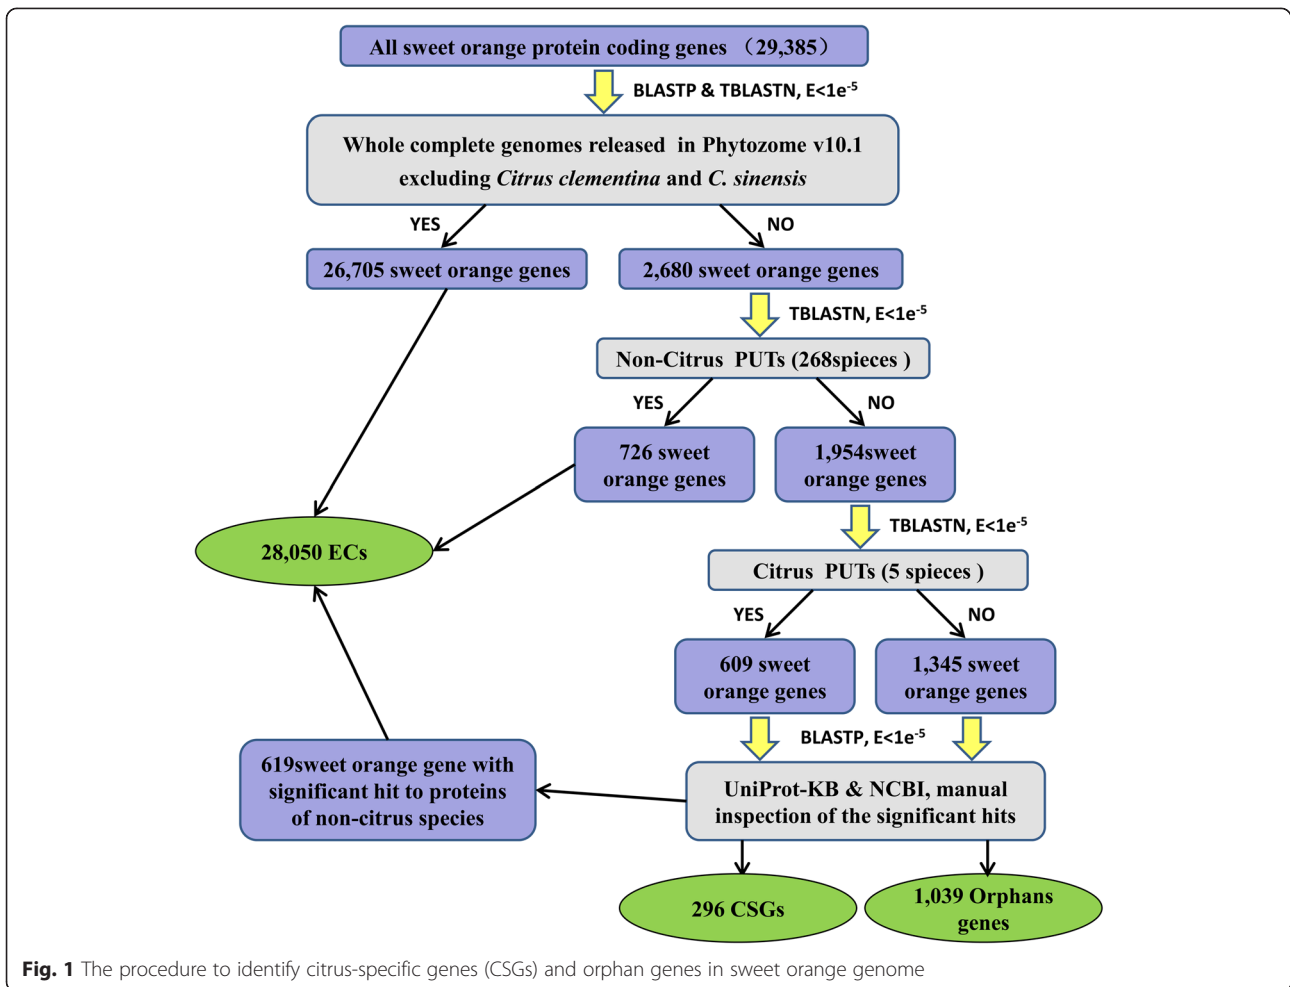 All sweet orange protein coding genes （29,385）
BLASTP & TBLASTN, E<1e-5
Whole complete genomes released in Phytozome v10.1
excluding Citrus clementina and C. sinensis
YES
NO
26,705 sweet orange genes
2,680 sweet orange genes
TBLASTN, E<1e-5
Non-Citrus PUTs (268spieces )
YES
NO
726 sweet
orange genes
1,954sweet
orange genes
28,050 ECs
TBLASTN, E<1e-5
Citrus PUTs (5 spieces )
YES
NO
609 sweet
orange genes
1,345 sweet
orange genes
BLASTP, E<1e-5
619sweet orange gene with
significant hit to proteins
of non-citrus species
UniProt-KB & NCBI, manual
inspection of the significant hits
296 CSGs
1,039 Orphans
genes
Fig. 1 The procedure to identify citrus-specific genes (CSGs) and orphan genes in sweet orange genome